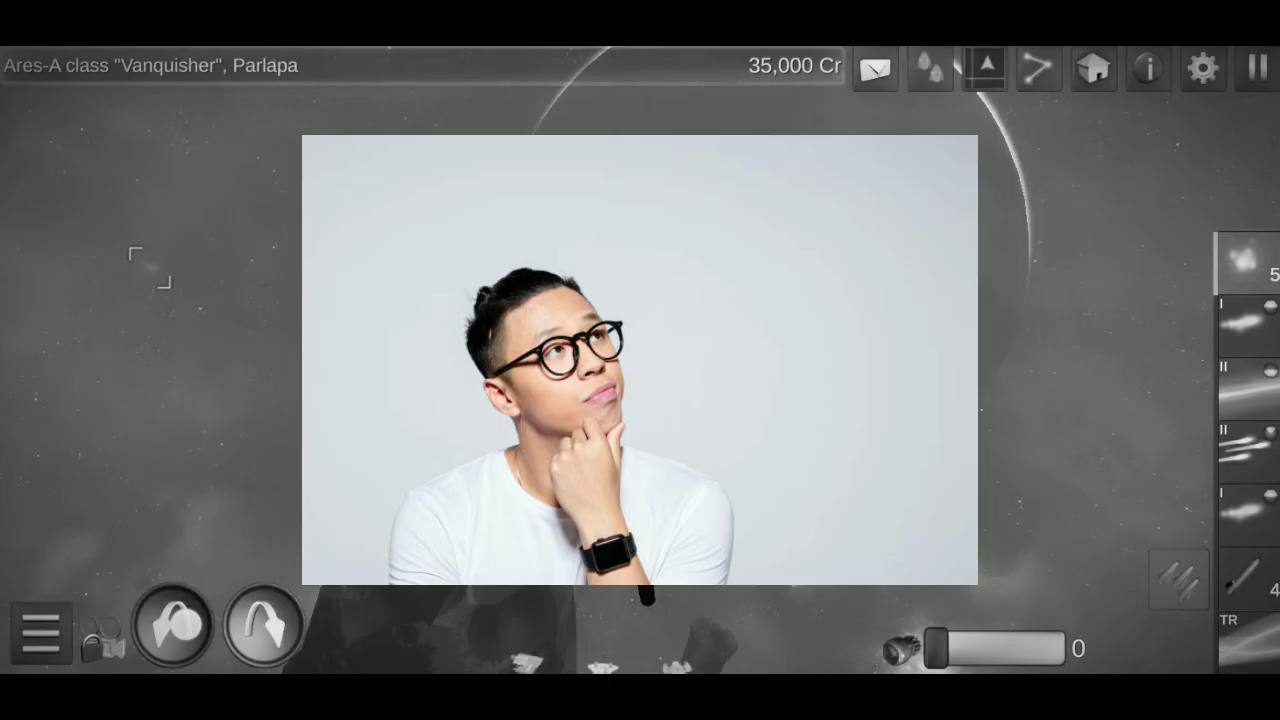 Ares-A class "Vanquisher", Parlapa
35,000 Cr
5
I
II
II
I
4
TR
0